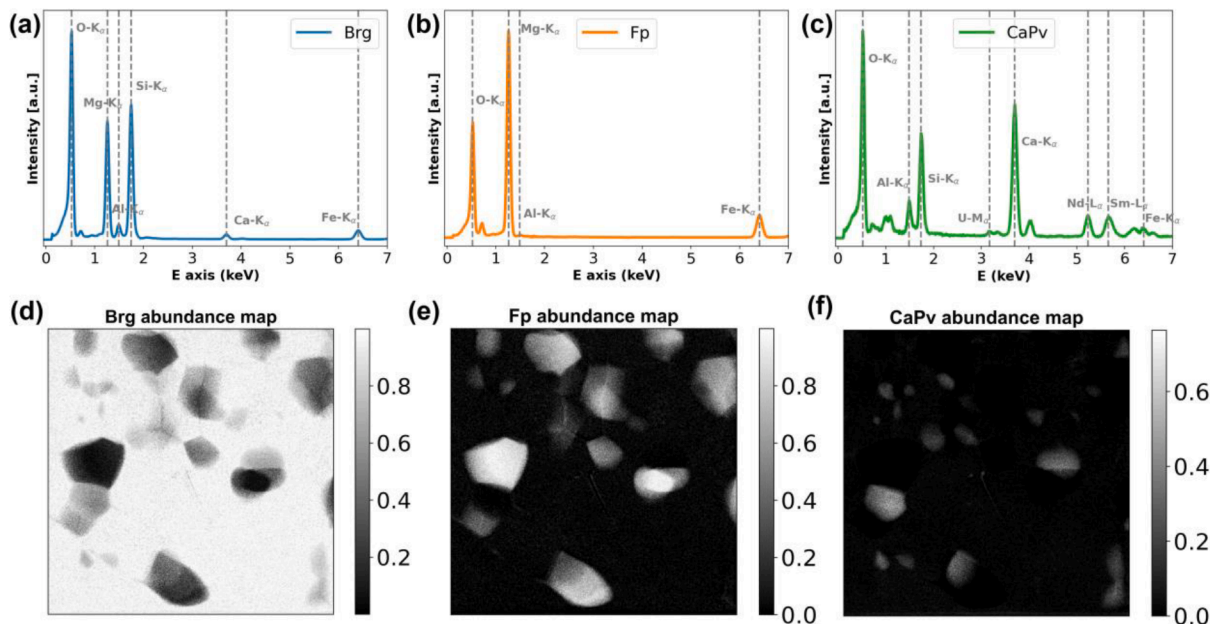 (a)
Intensity [a.u.]
O-Kα
Mg-Kα
Al-Kα
Si-Kα
Ca-Kα
Fe-Kα
Brg
0 1 2 3 4 5 6 7
E axis (keV)
(b)
Intensity [a.u.]
O-Kα
Mg-Kα
Al-Kα
Fe-Kα
Fp
0 1 2 3 4 5 6 7
E axis (keV)
(c)
Intensity [a.u.]
O-Kα
Al-Kα
Si-Kα
U-Mα
Ca-Kα
Nd-Lα
Sm-Lα
Fe-Kα
CaPv
0 1 2 3 4 5 6 7
E (keV)
(d)
Brg abundance map
0.8
0.6
0.4
0.2
(e)
Fp abundance map
0.8
0.6
0.4
0.2
0.0
(f)
CaPv abundance map
0.6
0.4
0.2
0.0